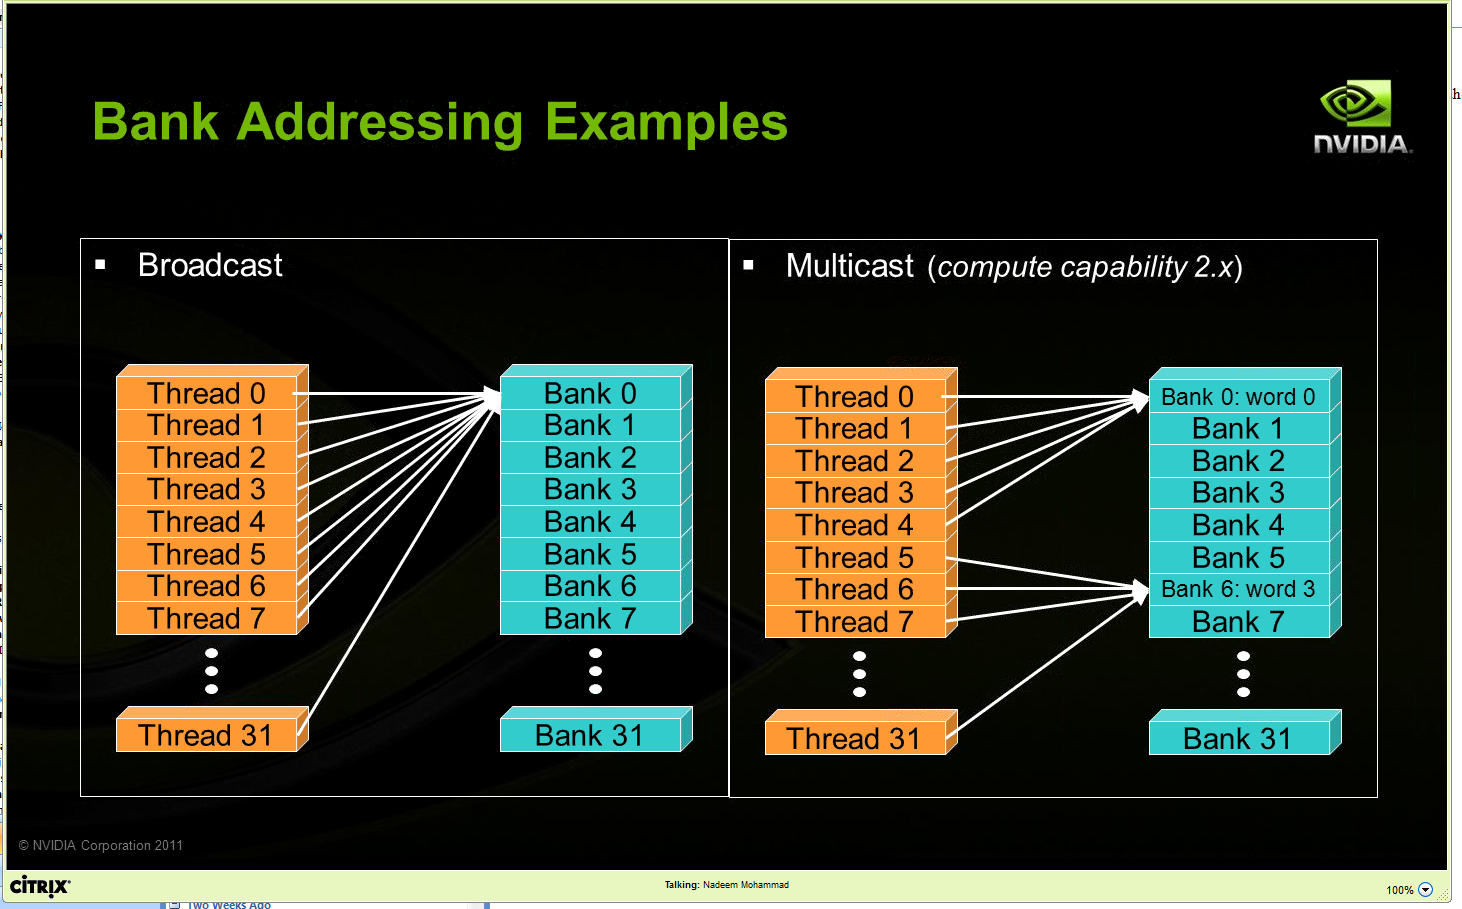 Bank Addressing Examples
NVIDIA
Broadcast
Thread 0
Thread 1
Thread 2
Thread 3
Thread 4
Thread 5
Thread 6
Thread 7
Thread 31
Bank 0
Bank 1
Bank 2
Bank 3
Bank 4
Bank 5
Bank 6
Bank 7
Bank 31
Multicast (compute capability 2.x)
Thread 0
Thread 1
Thread 2
Thread 3
Thread 4
Thread 5
Thread 6
Thread 7
Thread 31
Bank 0: word 0
Bank 1
Bank 2
Bank 3
Bank 4
Bank 5
Bank 6: word 3
Bank 7
Bank 31
© NVIDIA Corporation 2011
CITRIX
Talking: Nadeem Mohammad
100%
Two Weeks Ago